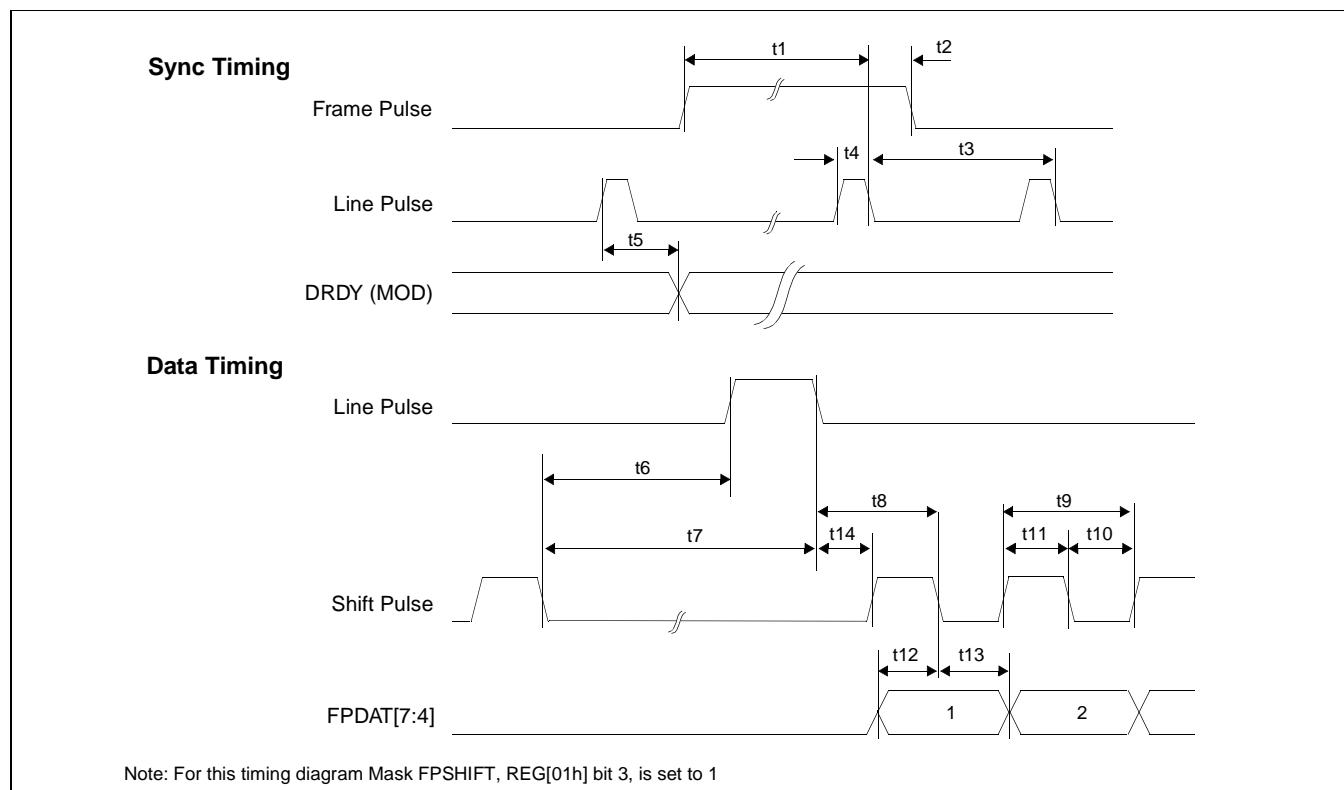 Sync Timing
t1
t2
Frame Pulse
t4
t3
Line Pulse
t5
DRDY (MOD)
Data Timing
Line Pulse
t6
t8
t9
t7
t14
t11
t10
Shift Pulse
t12
t13
FPDAT[7:4]
1
2
Note: For this timing diagram Mask FPSHIFT, REG[01h] bit 3, is set to 1